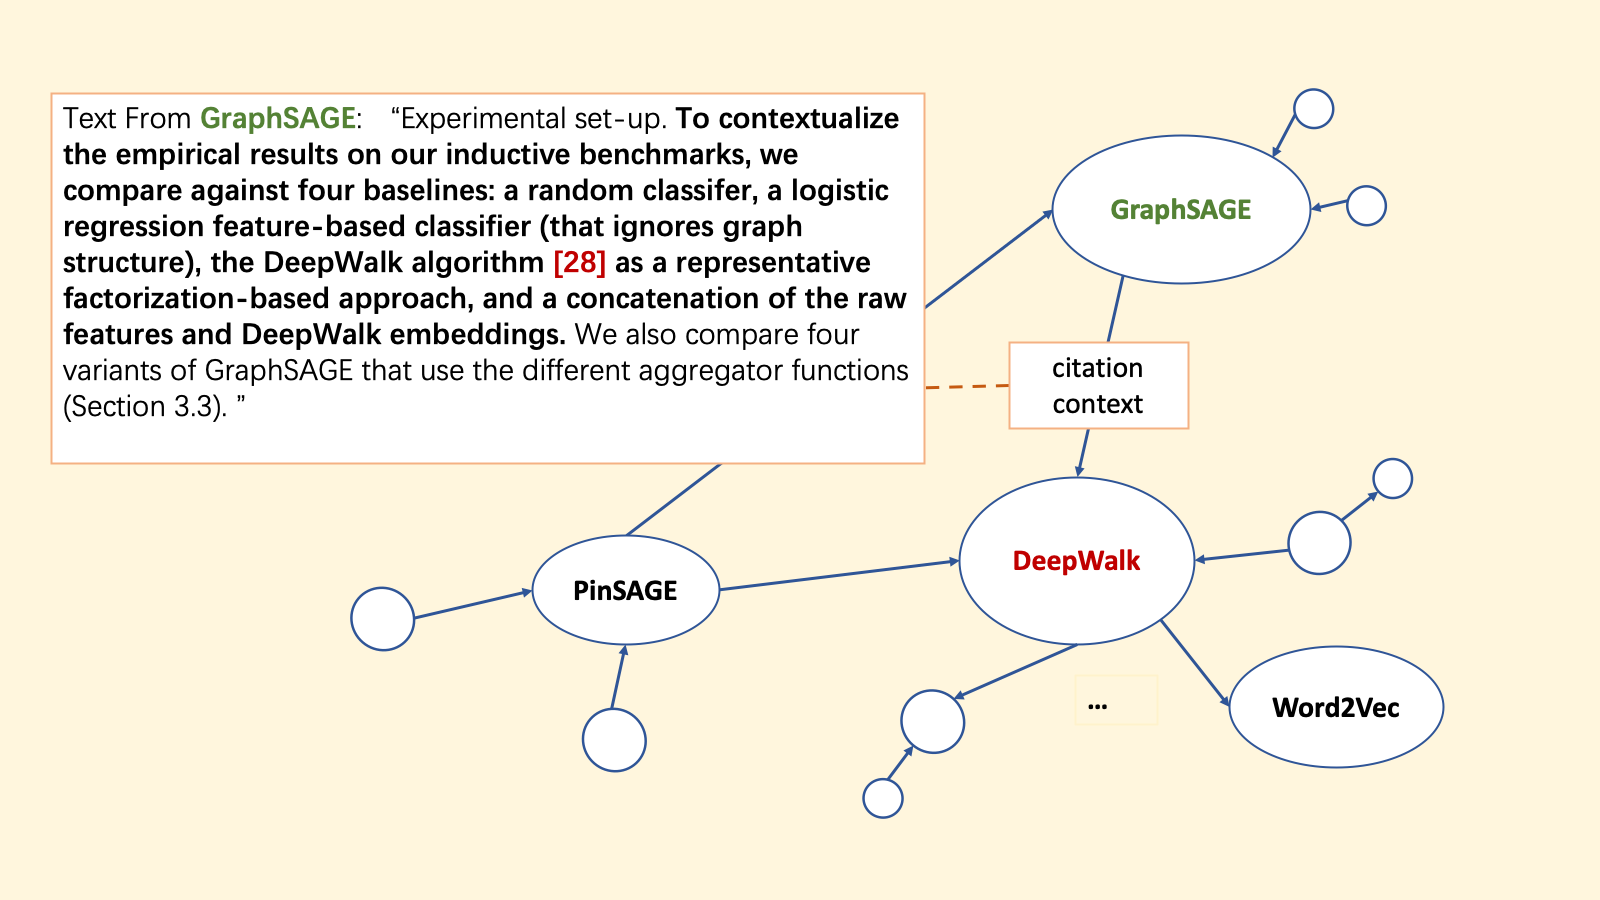 Text From GraphSAGE: “Experimental set-up. To contextualize
the empirical results on our inductive benchmarks, we
compare against four baselines: a random classifer, a logistic
regression feature-based classifier (that ignores graph
structure), the DeepWalk algorithm [28] as a representative
factorization-based approach, and a concatenation of the raw
features and DeepWalk embeddings. We also compare four
variants of GraphSAGE that use the different aggregator functions
(Section 3.3). ”
GraphSAGE
citation
context
DeepWalk
PinSAGE
...
Word2Vec